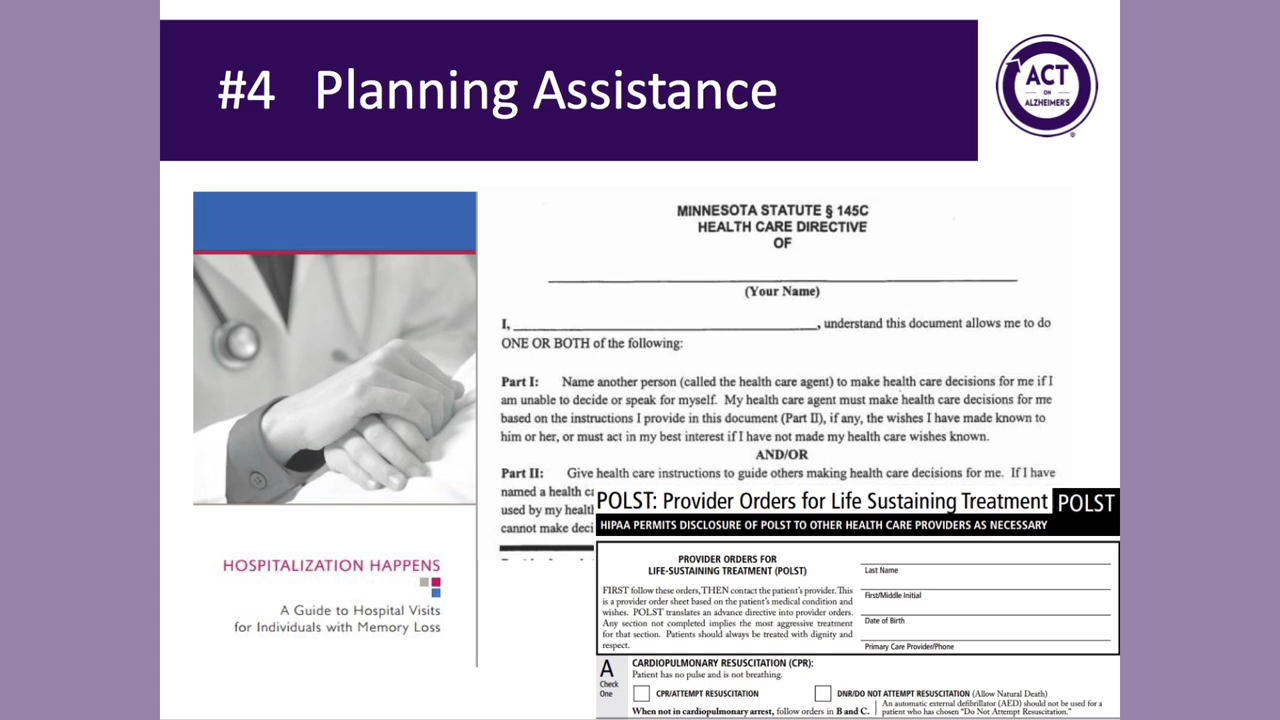 #4 Planning Assistance
ACT
ON
ALZHEIMER'S
®
HOSPITALIZATION HAPPENS
A Guide to Hospital Visits
for Individuals with Memory Loss
MINNESOTA STATUTE § 145C
HEALTH CARE DIRECTIVE
OF
(Your Name)
I, , understand this document allows me to do
ONE OR BOTH of the following:
Part I: Name another person (called the health care agent) to make health care decisions for me if I
am unable to decide or speak for myself. My health care agent must make health care decisions for me
based on the instructions I provide in this document (Part II), if any, the wishes I have made known to
him or her, or must act in my best interest if I have not made my health care wishes known.
AND/OR
Part II: Give health care instructions to guide others making health care decisions for me. If I have
named a health
used by my
cannot make
POLST: Provider Orders for Life Sustaining Treatment POLST
HIPAA PERMITS DISCLOSURE OF POLST TO OTHER HEALTH CARE PROVIDERS AS NECESSARY
PROVIDER ORDERS FOR
LIFE-SUSTAINING TREATMENT (POLST)
FIRST follow these orders, THEN contact the patient's provider. This
is a provider order sheet based on the patient's medical condition and
wishes. POLST translates an advance directive into provider orders.
Any section not completed implies the most aggressive treatment
for that section. Patients should always be treated with dignity and
respect.
Last Name
First/Middle Initial
Date of Birth
Primary Care Provider/Phone
A
Check
One
CARDIOPULMONARY RESUSCITATION (CPR):
Patient has no pulse and is not breathing.
CPR/ATTEMPT RESUSCITATION
DNR/DO NOT ATTEMPT RESUSCITATION (Allow Natural Death)
When not in cardiopulmonary arrest, follow orders in B and C.
An automatic external defibrillator (AED) should not be used for a
patient who has chosen "Do Not Attempt Resuscitation."